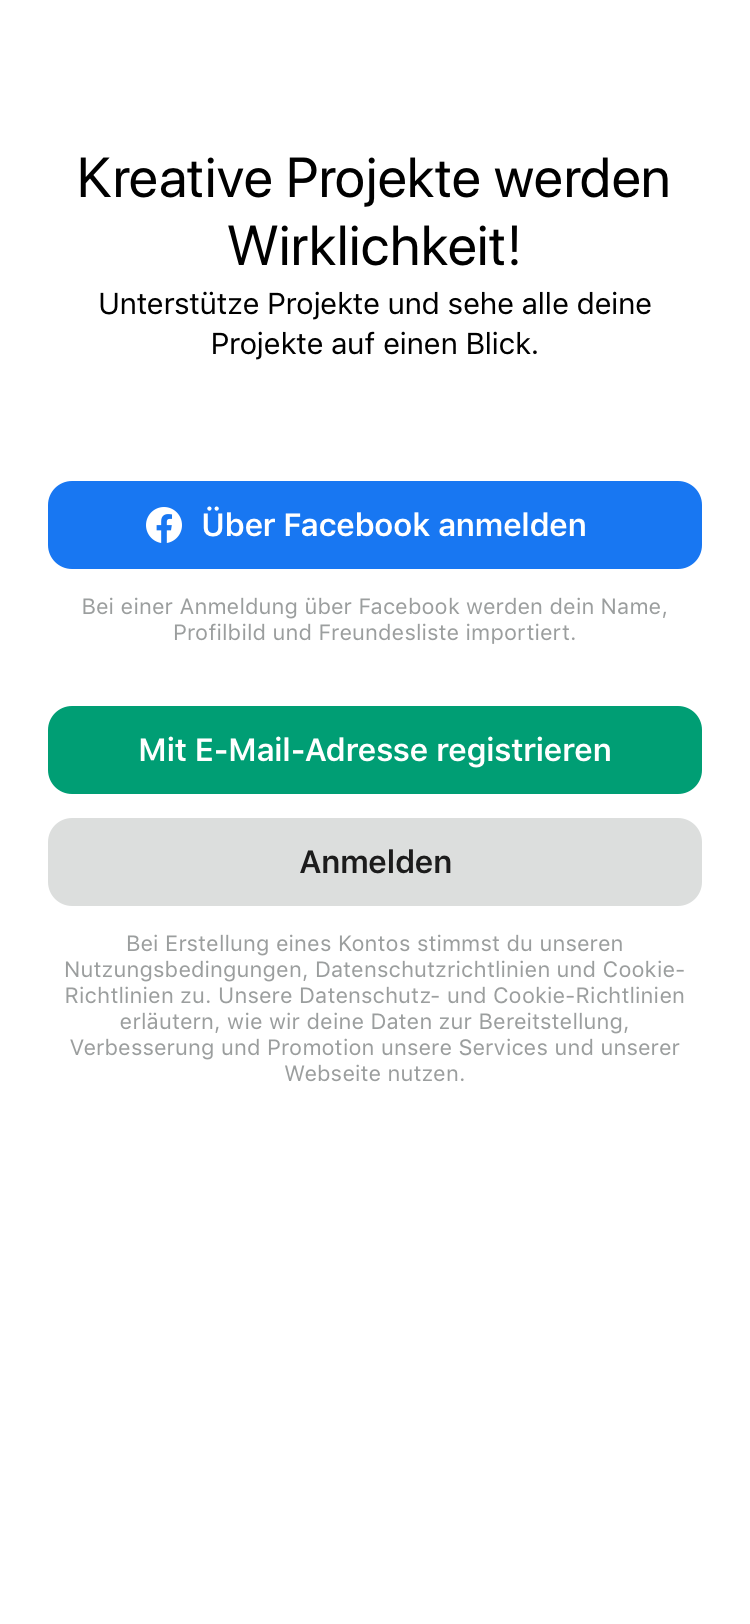 Kreative Projekte werden
Wirklichkeit!
Unterstütze Projekte und sehe alle deine
Projekte auf einen Blick.
Über Facebook anmelden
Bei einer Anmeldung über Facebook werden dein Name,
Profilbild und Freundesliste importiert.
Mit E-Mail-Adresse registrieren
Anmelden
Bei Erstellung eines Kontos stimmst du unseren
Nutzungsbedingungen, Datenschutzrichtlinien und Cookie-
Richtlinien zu. Unsere Datenschutz- und Cookie-Richtlinien
erläutern, wie wir deine Daten zur Bereitstellung,
Verbesserung und Promotion unsere Services und unserer
Webseite nutzen.